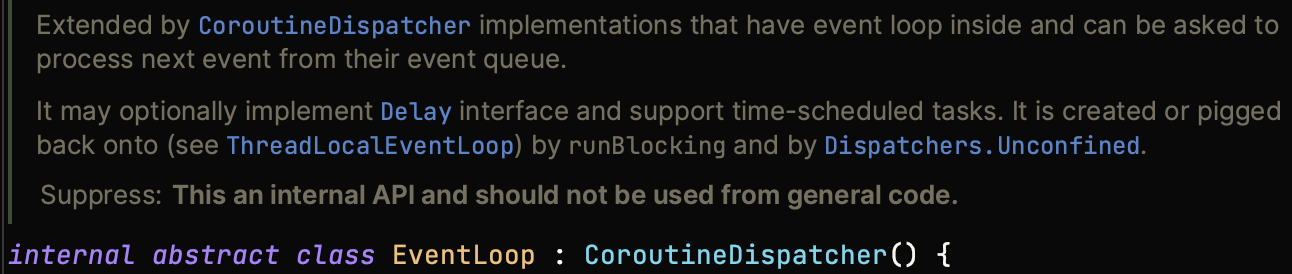 Extended by CoroutineDispatcher implementations that have event loop inside and can be asked to
process next event from their event queue.
It may optionally implement Delay interface and support time-scheduled tasks. It is created or pigged
back onto (see ThreadLocalEventLoop) by runBlocking and by Dispatchers.Unconfined.
Suppress: This an internal API and should not be used from general code.
internal abstract class EventLoop : CoroutineDispatcher() {